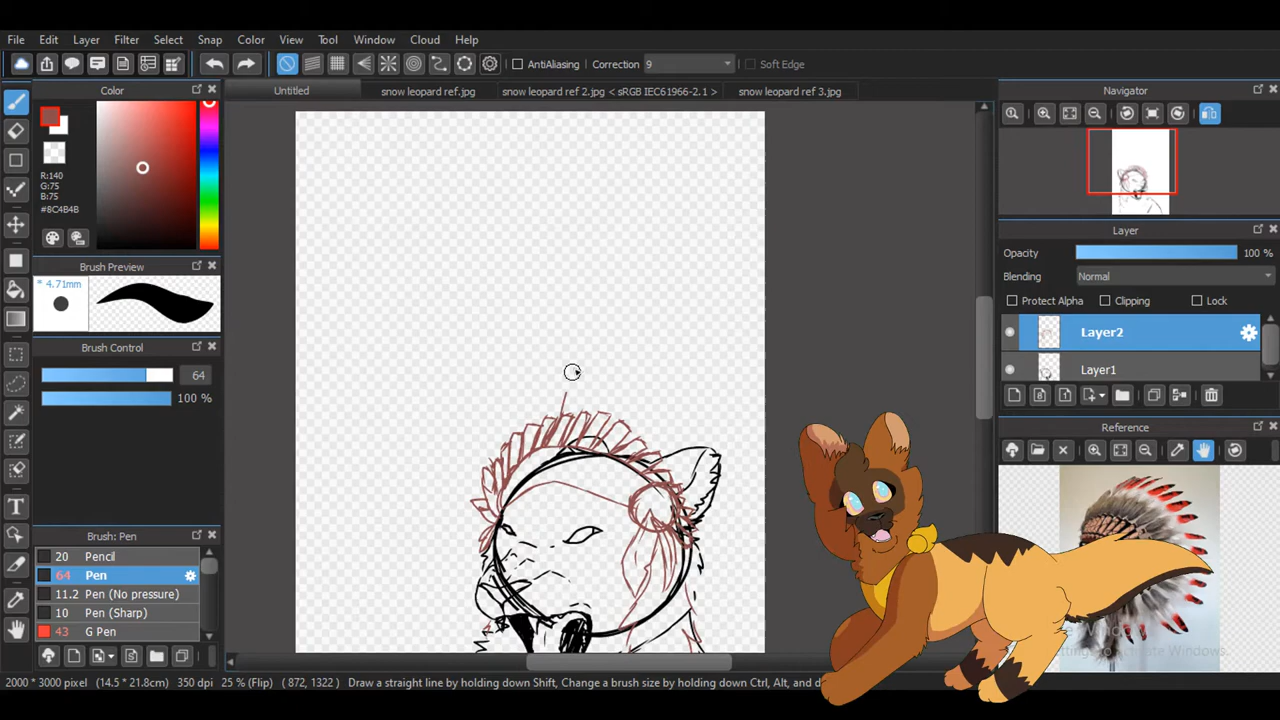 File Edit Layer Filter Select Snap Color View Tool Window Cloud Help
AntiAliasing Correction 9 Soft Edge
Color
Untitled snow leopard ref.jpg snow leopard ref 2.jpg < sRGB IEC61966-2.1 > snow leopard ref 3.jpg
Navigator
R:140
G:75
B:75
#8C4B4B
Brush Preview
* 4.71mm
Brush Control
64
100 %
Brush: Pen
20 Pencil
64 Pen
11.2 Pen (No pressure)
10 Pen (Sharp)
43 G Pen
Layer
Opacity 100 %
Blending Normal
Protect Alpha Clipping Lock
Layer2
Layer1
Reference
2000 * 3000 pixel (14.5 * 21.8cm) 350 dpi 25 % (Flip) ( 872, 1322 ) Draw a straight line by holding down Shift, Change a brush size by holding down Ctrl, Alt, and d
to Activate Windows.